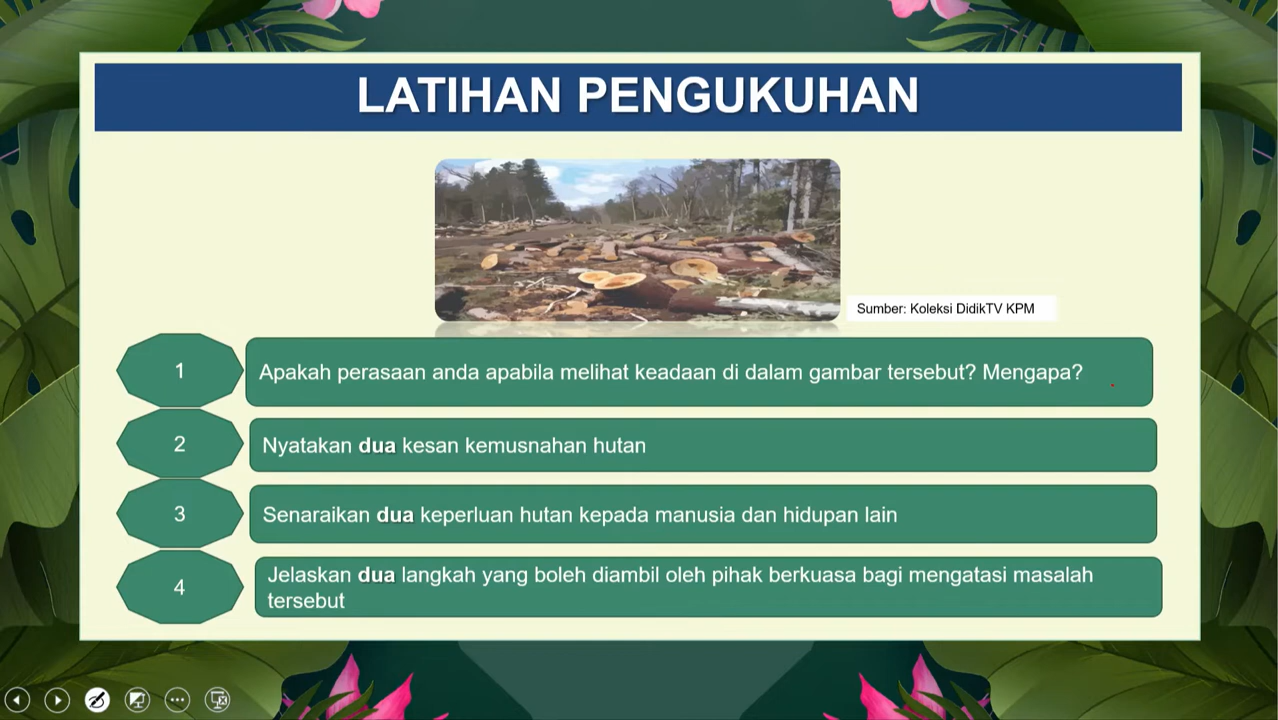 LATIHAN PENGUKUHAN
Sumber: Koleksi DidikTV KPM
1
Apakah perasaan anda apabila melihat keadaan di dalam gambar tersebut? Mengapa?
2
Nyatakan dua kesan kemusnahan hutan
3
Senaraikan dua keperluan hutan kepada manusia dan hidupan lain
4
Jelaskan dua langkah yang boleh diambil oleh pihak berkuasa bagi mengatasi masalah
tersebut